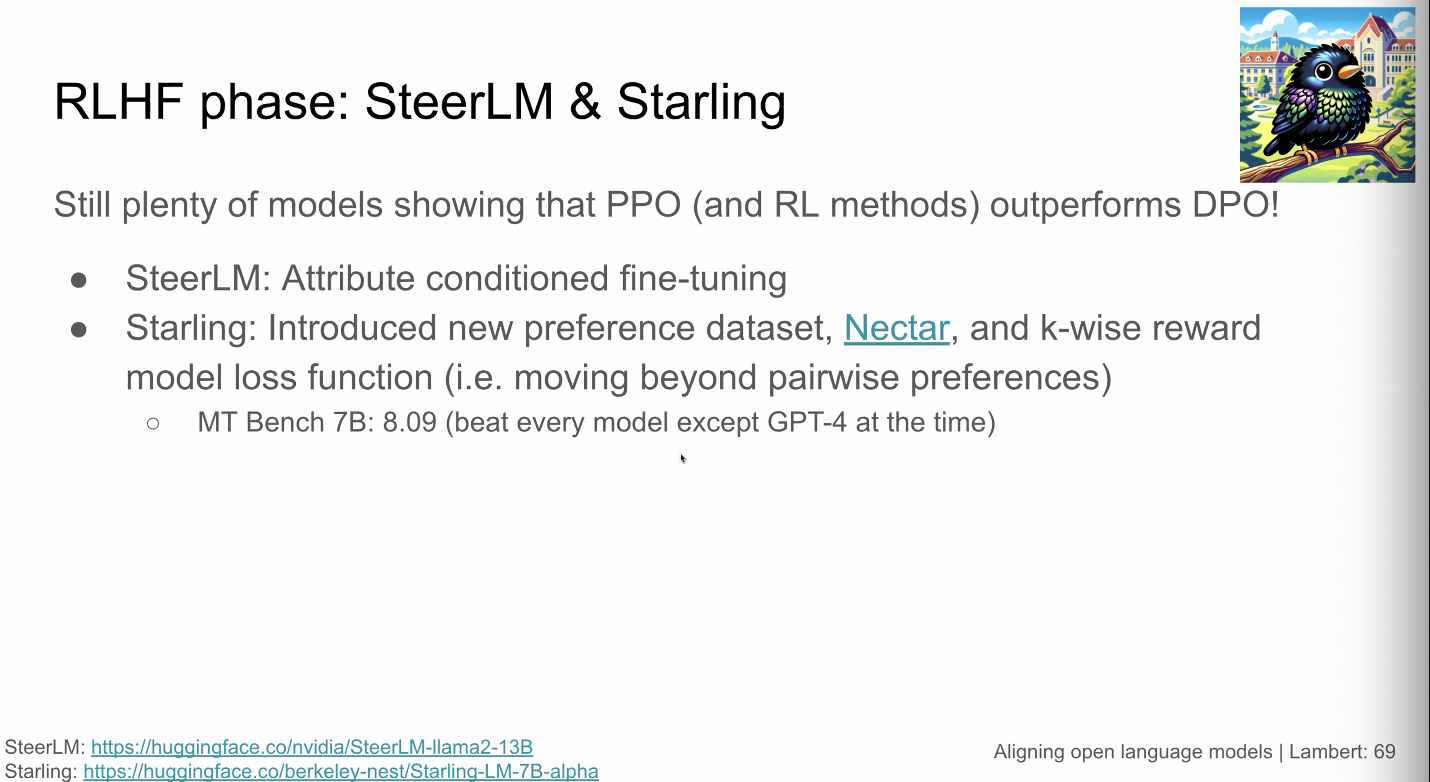 RLHF phase: SteerLM & Starling
Still plenty of models showing that PPO (and RL methods) outperforms DPO!
● SteerLM: Attribute conditioned fine-tuning
● Starling: Introduced new preference dataset, Nectar, and k-wise reward
model loss function (i.e. moving beyond pairwise preferences)
○ MT Bench 7B: 8.09 (beat every model except GPT-4 at the time)
SteerLM: https://huggingface.co/nvidia/SteerLM-llama2-13B
Starling: https://huggingface.co/berkeley-nest/Starling-LM-7B-alpha
Aligning open language models | Lambert: 69